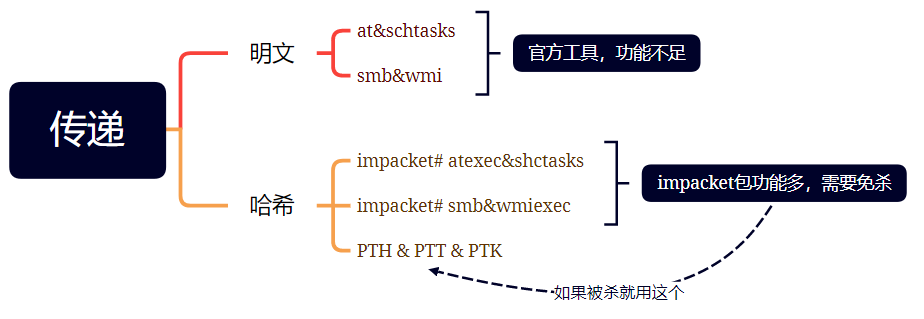 传递
明文
at&schtasks
smb&wmi
官方工具，功能不足
哈希
impacket# atexec&shctasks
impacket# smb&wmiexec
PTH & PTT & PTK
impacket包功能多，需要免杀
如果被杀就用这个